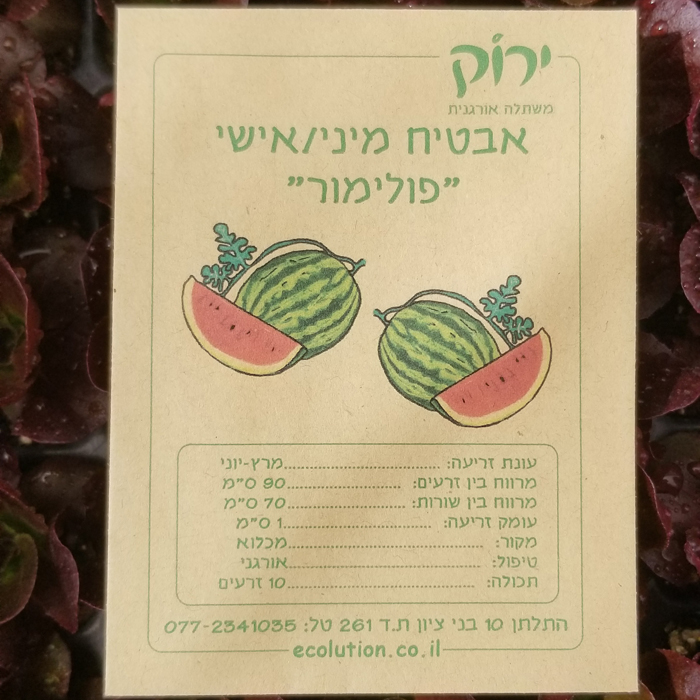 ירוק
משתלה אורגנית
אבטיח מיני/אישי
"פולימור"
עונת זריעה: ........................................מרץ-יוני
מרווח בין זרעים: ..............................90 ס"מ
מרווח בין שורות: ..............................70 ס"מ
עומק זריעה: .....................................1 ס"מ
מקור: ................................................מכלוא
טיפול: ................................................אורגני
תכולה: ...............................................10 זרעים
התלתן 10 בני ציון ת.ד 261 טל: 077-2341035
ecolution.co.il